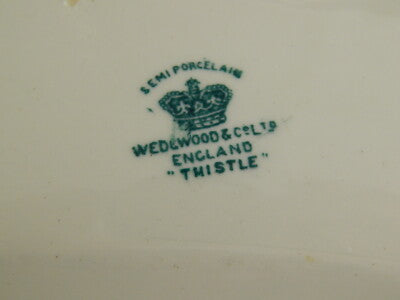 SEMI PORCELAIN
WEDGWOOD & Co LTD
ENGLAND
"THISTLE"